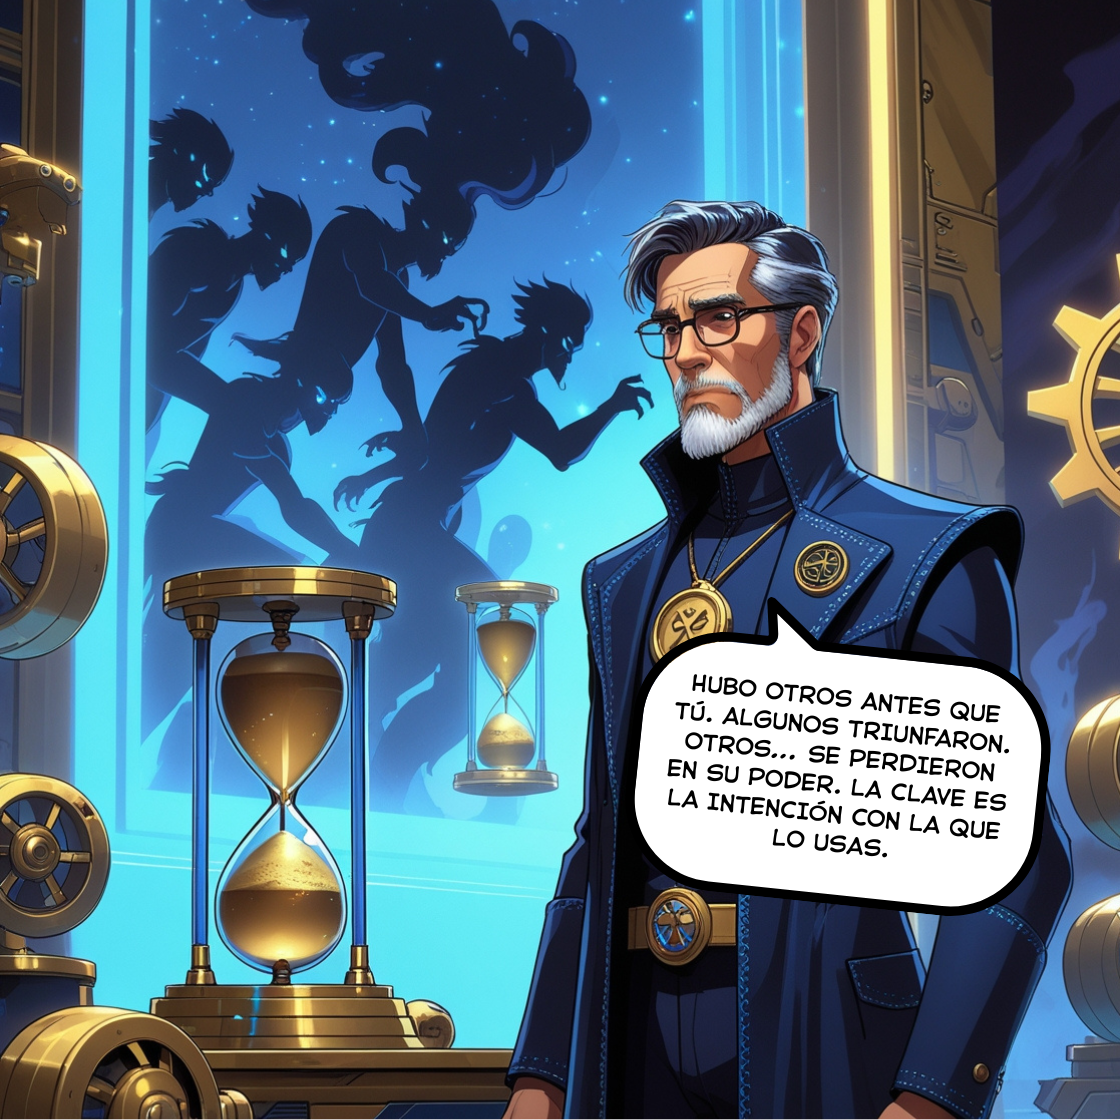 HUBO OTROS ANTES QUE
TÚ. ALGUNOS TRIUNFARON.
OTROS... SE PERDIERON
EN SU PODER. LA CLAVE ES
LA INTENCIÓN CON LA QUE
LO USAS.